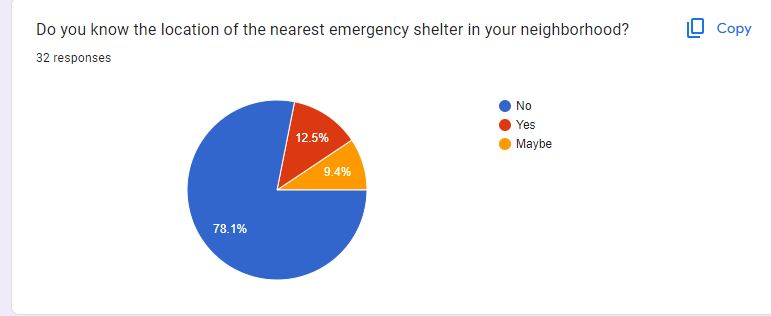 Do you know the location of the nearest emergency shelter in your neighborhood?
Copy
32 responses
No
Yes
Maybe
12.5%
9.4%
78.1%